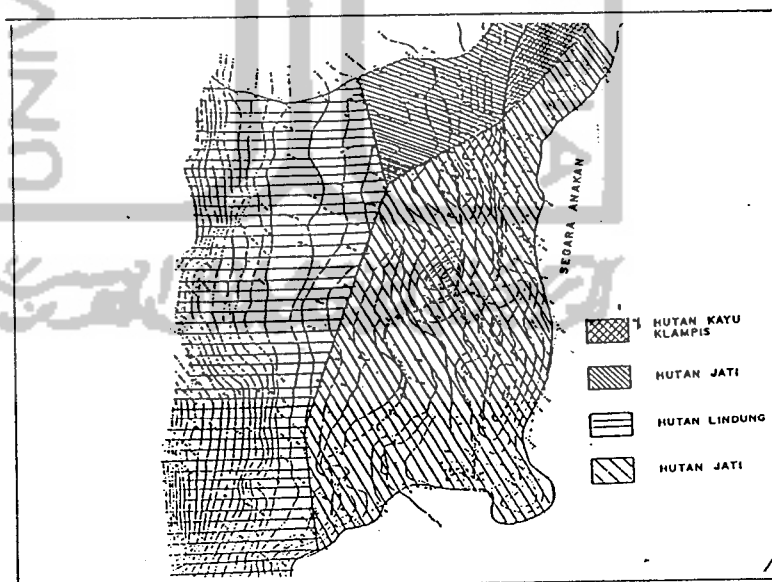 SEGARA ANAKAN
HUTAN KAYU
KLAMPIS
HUTAN JATI
HUTAN LINDUNG
HUTAN JATI